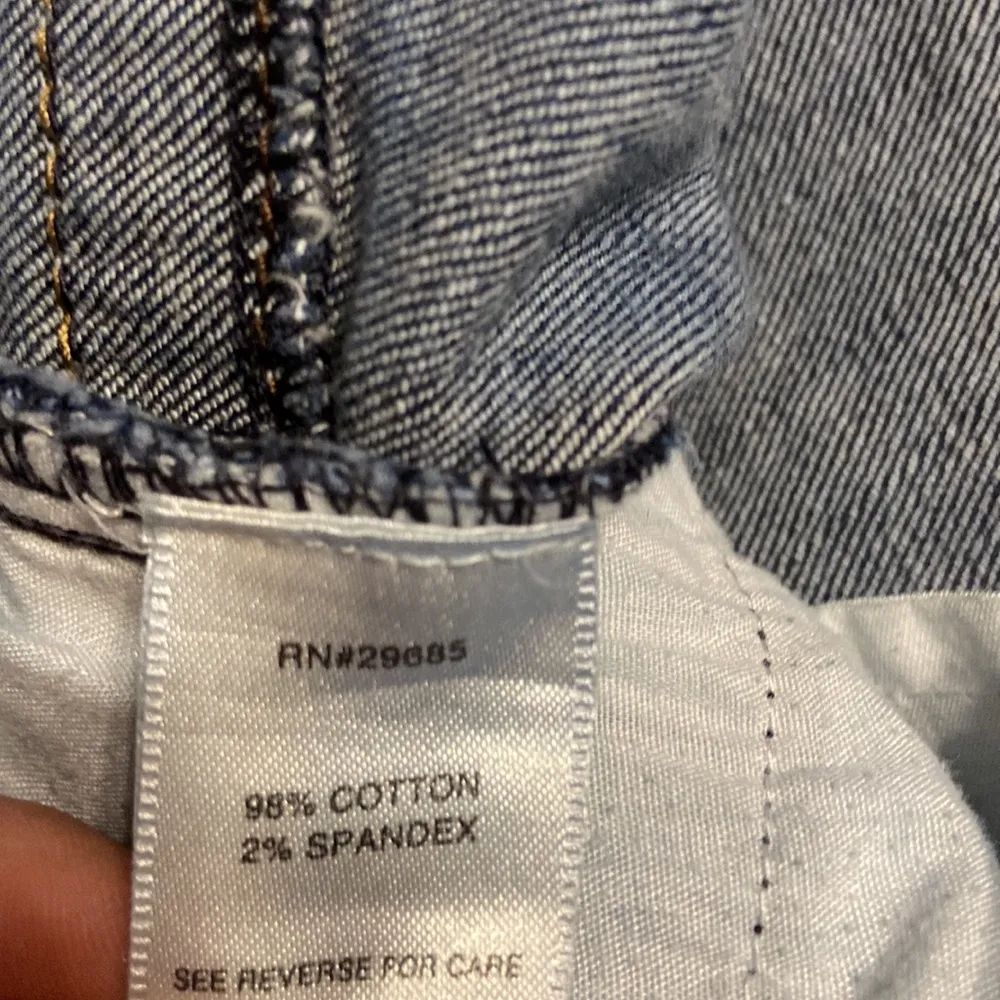 RN#29685
98% COTTON
2% SPANDEX
SEE REVERSE FOR CARE